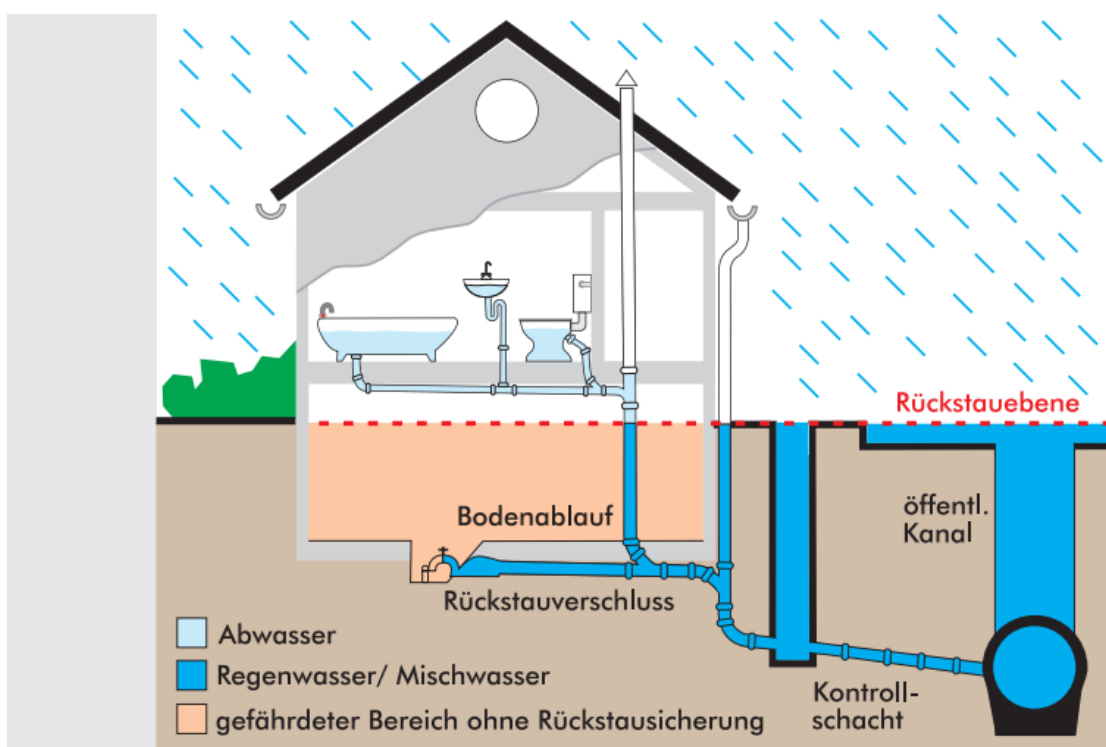 Rückstauebene
öffentl.
Kanal
Bodenablauf
Rückstauverschluss
Abwasser
Regenwasser/ Mischwasser
gefährdeter Bereich ohne Rückstausicherung
Kontroll-
schacht